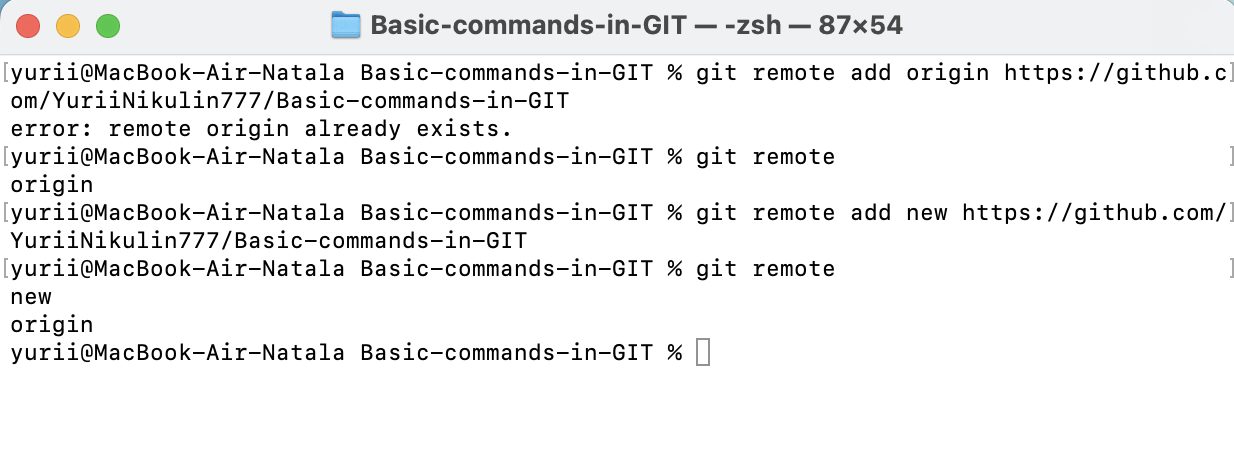 Basic-commands-in-GIT — -zsh — 87×54
[yurii@MacBook-Air-Natala Basic-commands-in-GIT % git remote add origin https://github.c]
om/YuriiNikulin777/Basic-commands-in-GIT
error: remote origin already exists.
[yurii@MacBook-Air-Natala Basic-commands-in-GIT % git remote ]
origin
[yurii@MacBook-Air-Natala Basic-commands-in-GIT % git remote add new https://github.com/]
YuriiNikulin777/Basic-commands-in-GIT
[yurii@MacBook-Air-Natala Basic-commands-in-GIT % git remote ]
new
origin
yurii@MacBook-Air-Natala Basic-commands-in-GIT %